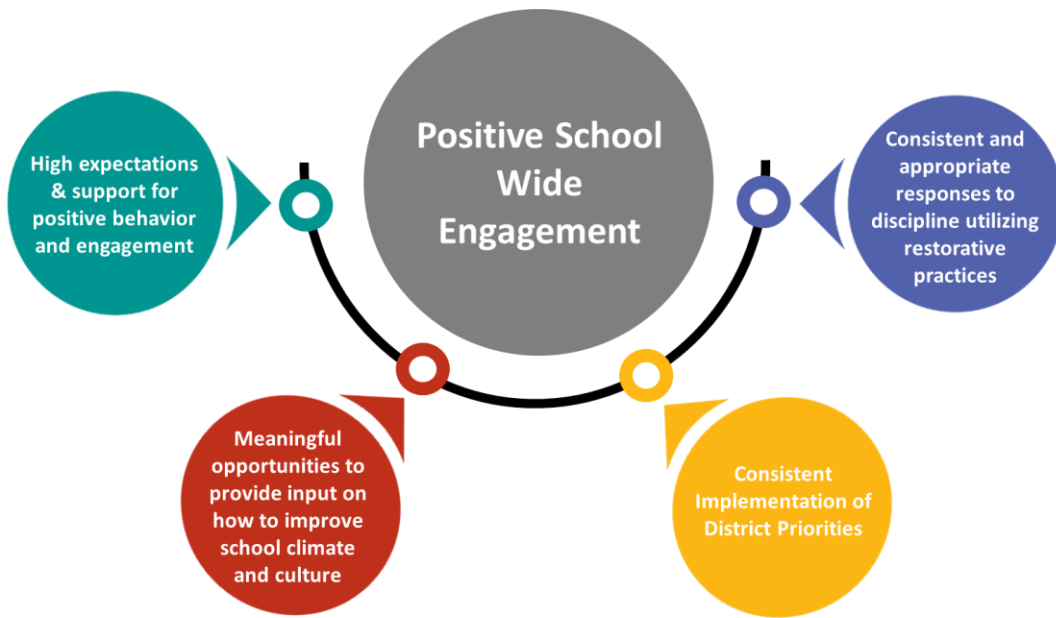 Positive School
Wide
Engagement
High expectations
& support for
positive behavior
and engagement
Meaningful
opportunities to
provide input on
how to improve
school climate
and culture
Consistent
Implementation of
District Priorities
Consistent and
appropriate
responses to
discipline utilizing
restorative
practices